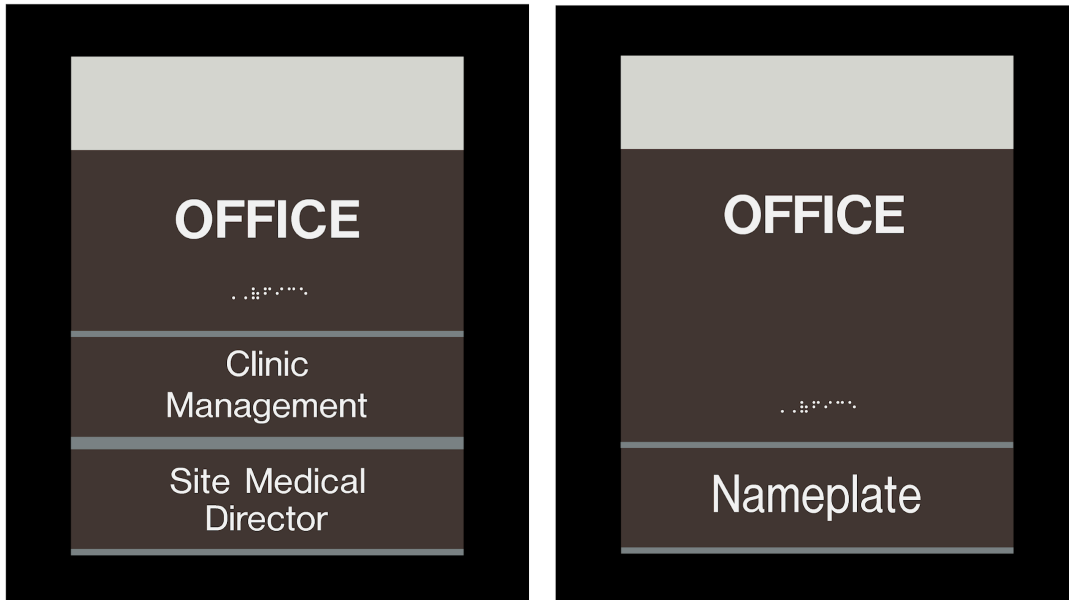 OFFICE
⠠⠠⠷⠋⠊⠉⠑
Clinic
Management
Site Medical
Director
OFFICE
⠠⠠⠷⠋⠊⠉⠑
Nameplate